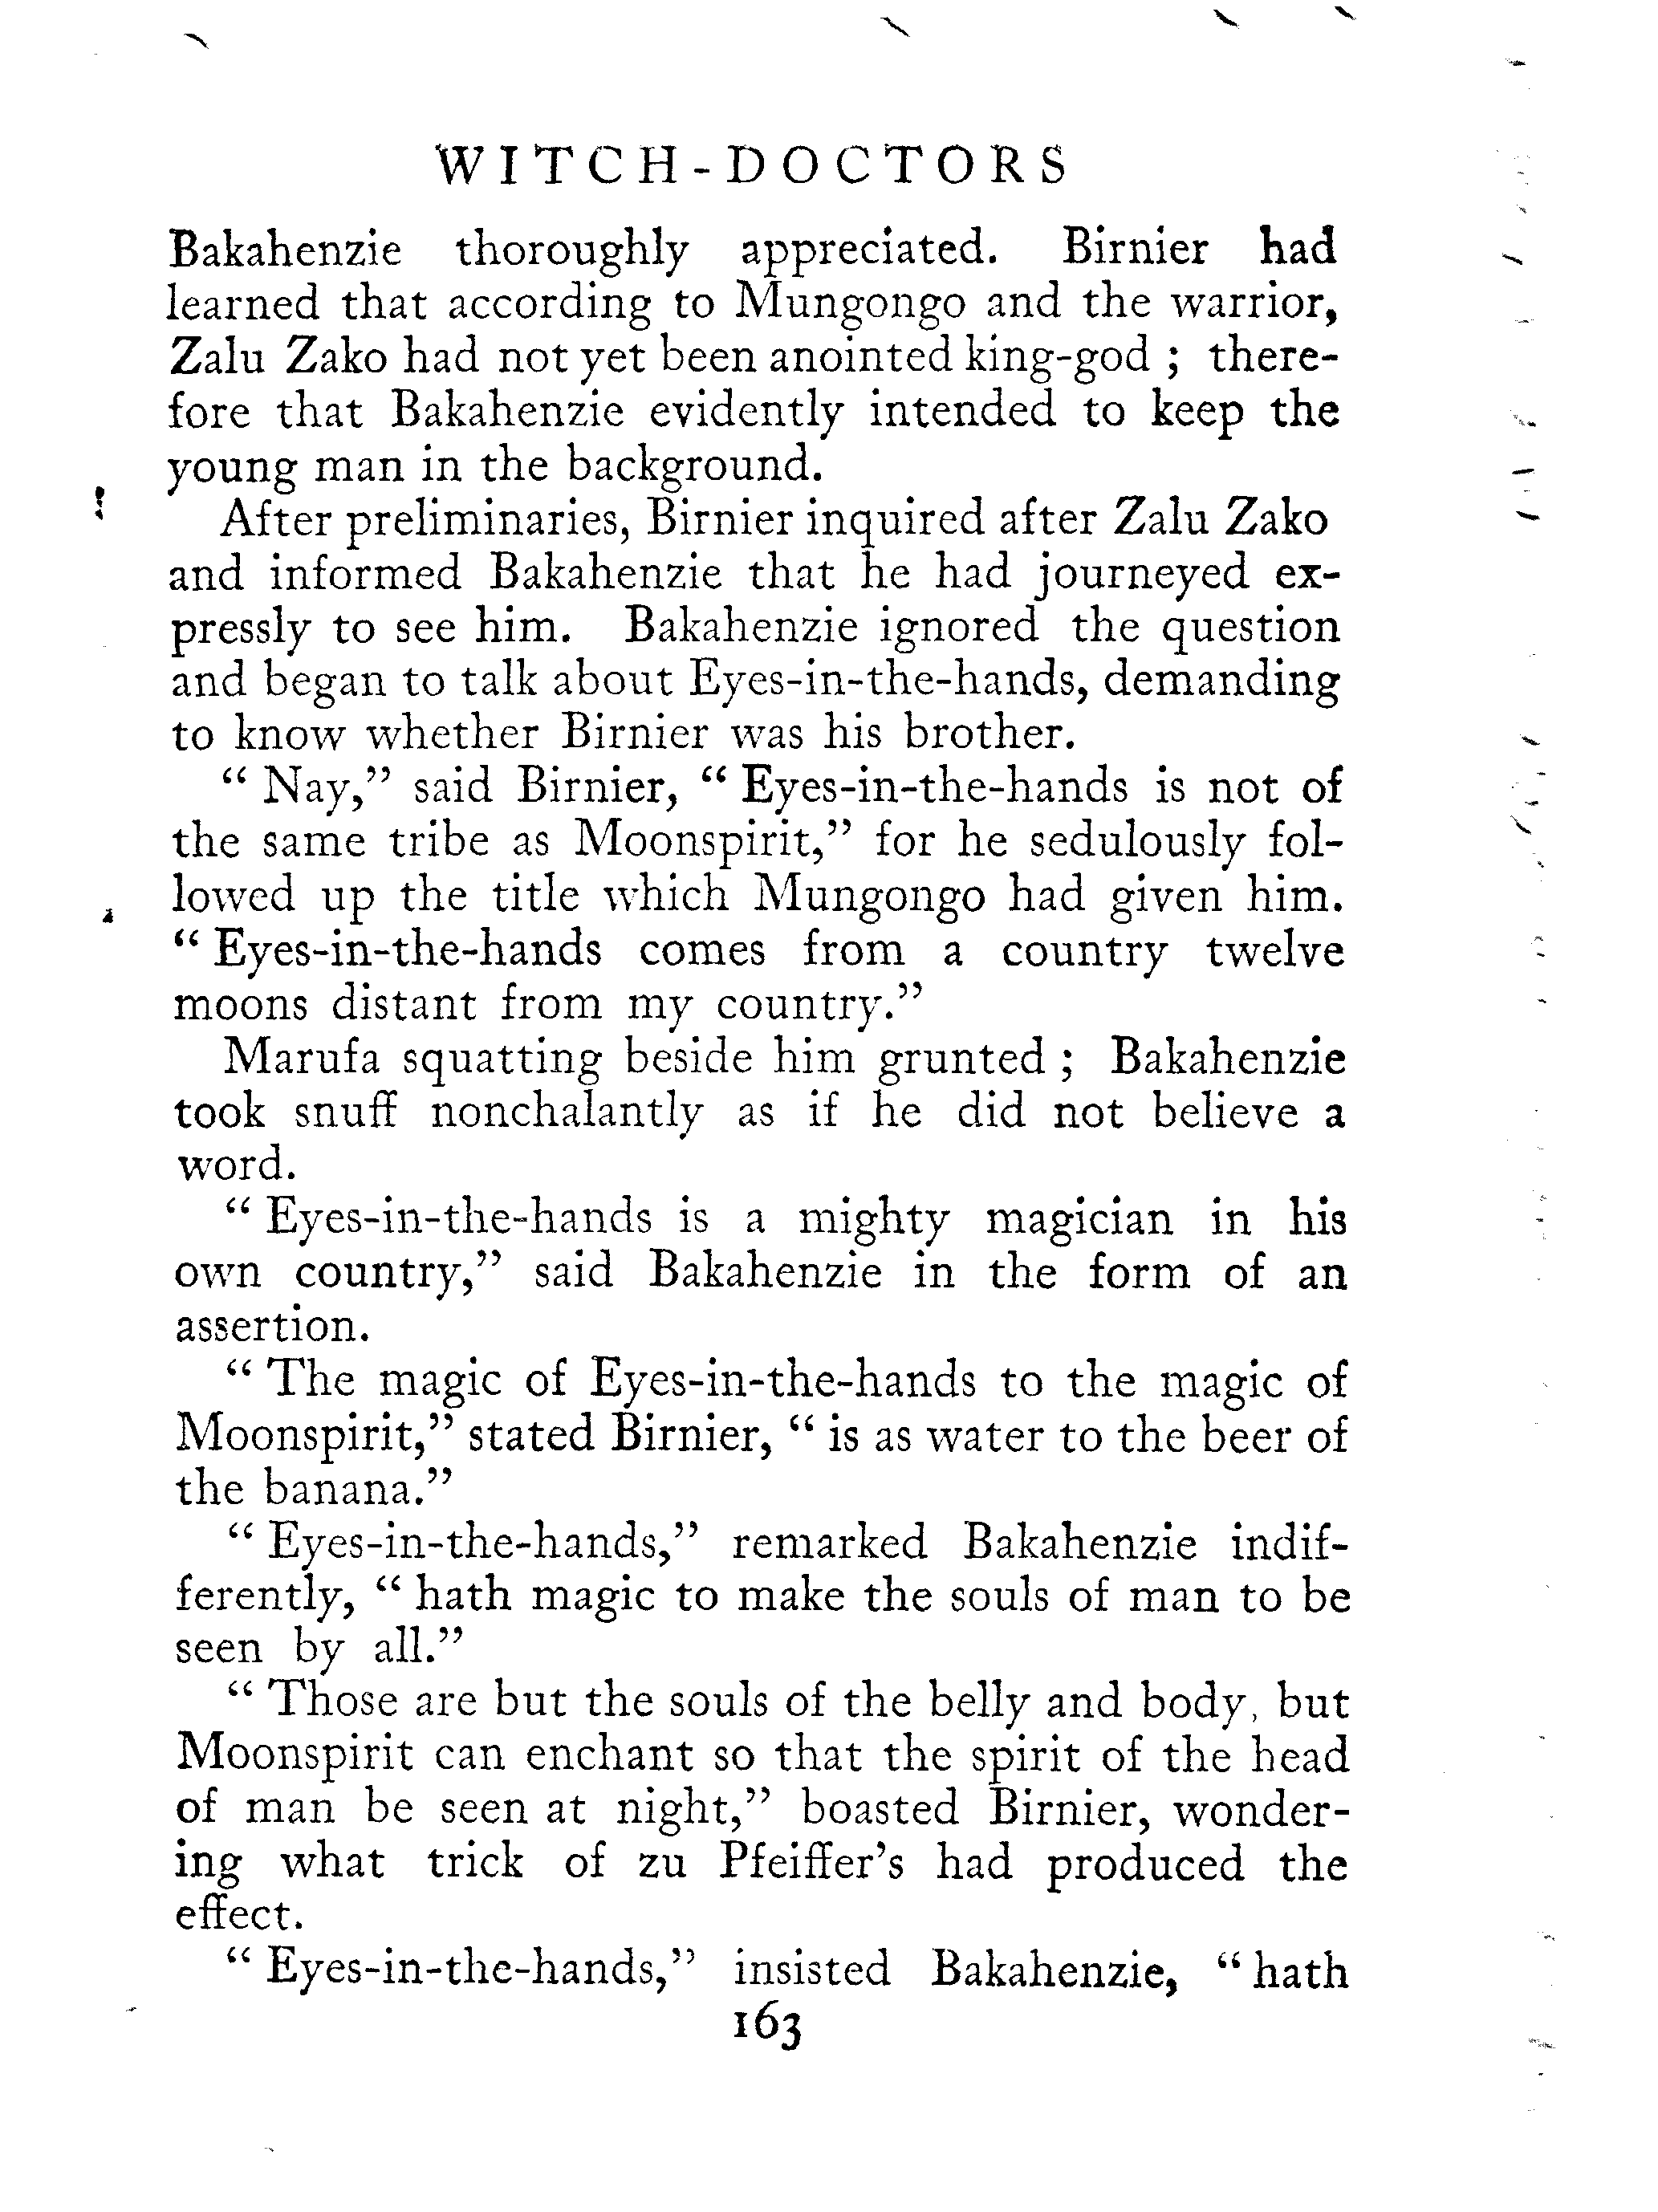 WITCH-DOCTORS
Bakahenzie thoroughly appreciated. Birnier had
learned that according to Mungongo and the warrior,
Zalu Zako had not yet been anointed king-god ; there-
fore that Bakahenzie evidently intended to keep the
young man in the background.
After preliminaries, Birnier inquired after Zalu Zako
and informed Bakahenzie that he had journeyed ex-
pressly to see him. Bakahenzie ignored the question
and began to talk about Eyes-in-the-hands, demanding
to know whether Birnier was his brother.
“ Nay,” said Birnier, “ Eyes-in-the-hands is not of
the same tribe as Moonspirit,” for he sedulously fol-
lowed up the title which Mungongo had given him.
“ Eyes-in-the-hands comes from a country twelve
moons distant from my country.”
Marufa squatting beside him grunted ; Bakahenzie
took snuff nonchalantly as if he did not believe a
word.
“ Eyes-in-the-hands is a mighty magician in his
own country,” said Bakahenzie in the form of an
assertion.
“ The magic of Eyes-in-the-hands to the magic of
Moonspirit,” stated Birnier, “ is as water to the beer of
the banana.”
“ Eyes-in-the-hands,” remarked Bakahenzie indif-
ferently, “ hath magic to make the souls of man to be
seen by all.”
“ Those are but the souls of the belly and body, but
Moonspirit can enchant so that the spirit of the head
of man be seen at night,” boasted Birnier, wonder-
ing what trick of zu Pfeiffer’s had produced the
effect.
“ Eyes-in-the-hands,” insisted Bakahenzie, “ hath
163